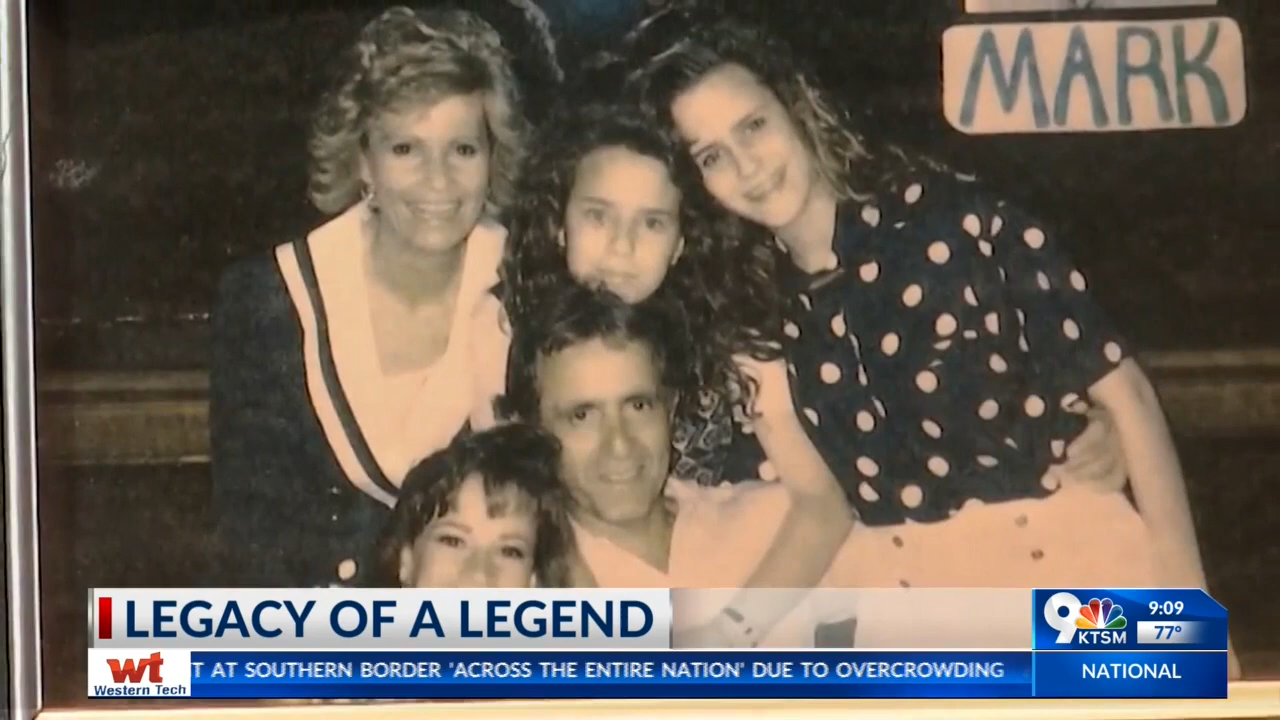 MARK
LEGACY OF A LEGEND
9 KTSM
9:09
77°
wt
Western Tech
T AT SOUTHERN BORDER 'ACROSS THE ENTIRE NATION' DUE TO OVERCROWDING
NATIONAL